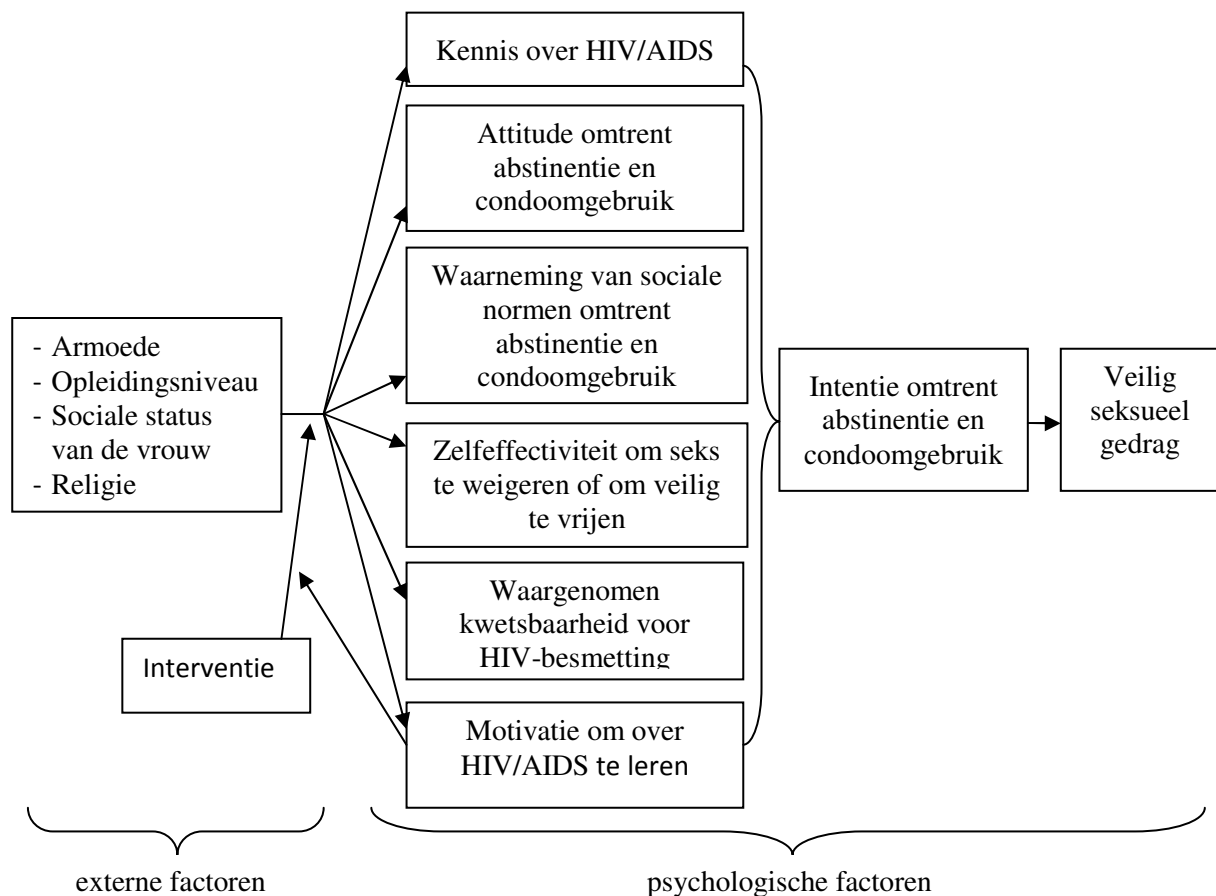 Kennis over HIV/AIDS
Attitude omtrent
abstinentie en
condoomgebruik
Waarneming van sociale
normen omtrent
abstinentie en
condoomgebruik
- Armoede
- Opleidingsniveau
- Sociale status
van de vrouw
- Religie
Zelfeffectiviteit om seks
te weigeren of om veilig
te vrijen
Intentie omtrent
abstinentie en
condoomgebruik
Veilig
seksueel
gedrag
Waargenomen
kwetsbaarheid voor
HIV-besmetting
Interventie
Motivatie om over
HIV/AIDS te leren
externe factoren
psychologische factoren